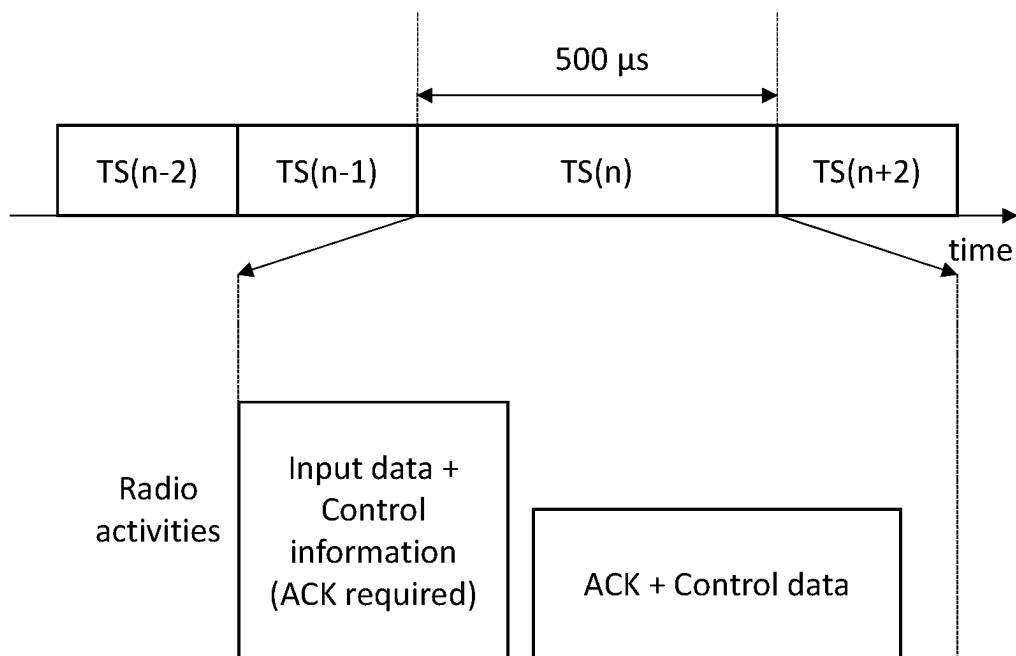 500 µs
TS(n-2) TS(n-1) TS(n) TS(n+2)
time
Radio
activities
Input data +
Control
information
(ACK required)
ACK + Control data